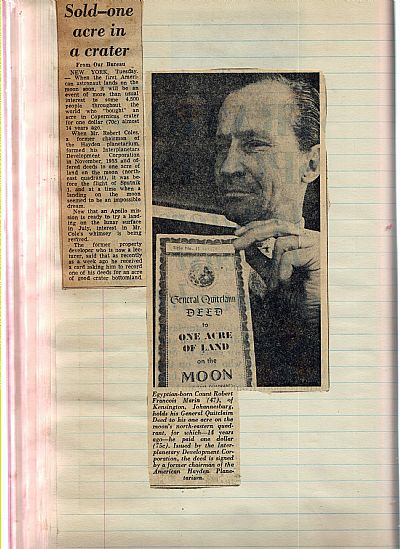 Sold—one
acre in
a crater
From Our Bureau
NEW YORK, Tuesday.
— When the first Ameri-
can astronaut lands on the
moon soon, it will be an
event of more than usual
interest to some 4,500
people throughout the
world who "bought" an
acre in Copernicus crater
for one dollar (70c) almost
14 years ago.
When Mr. Robert Coles,
a former chairman of
the Hayden planetarium,
formed his Interplanetary
Development Corporation
in November, 1955 and of-
fered deeds to one acre of
land on the moon (north-
east quadrant), it was be-
fore the flight of Sputnik
1, and at a time when a
landing on the moon
seemed to be an impossible
dream.
Now that an Apollo mis-
sion is ready to try a land-
ing on the lunar surface
in July, interest in Mr.
Cole's whimsey is being
revived.
The former property
developer who is now a lec-
turer, said that as recently
as a week ago he received
a card asking him to record
one of his deeds for an acre
of good crater bottomland.
Title No.
General Quitclaim
DEED
to
ONE ACRE
OF LAND
on the
MOON
Egyptian-born Count Robert
Francois Marin (47), of
Kensington, Johannesburg,
holds his General Quitclaim
Deed to his one acre on the
moon's north-eastern quad-
rant, for which—14 years
ago—he paid one dollar
(75c). Issued by the Inter-
planetary Development Cor-
poration, the deed is signed
by a former chairman of the
American Hayden Plane-
tarium.